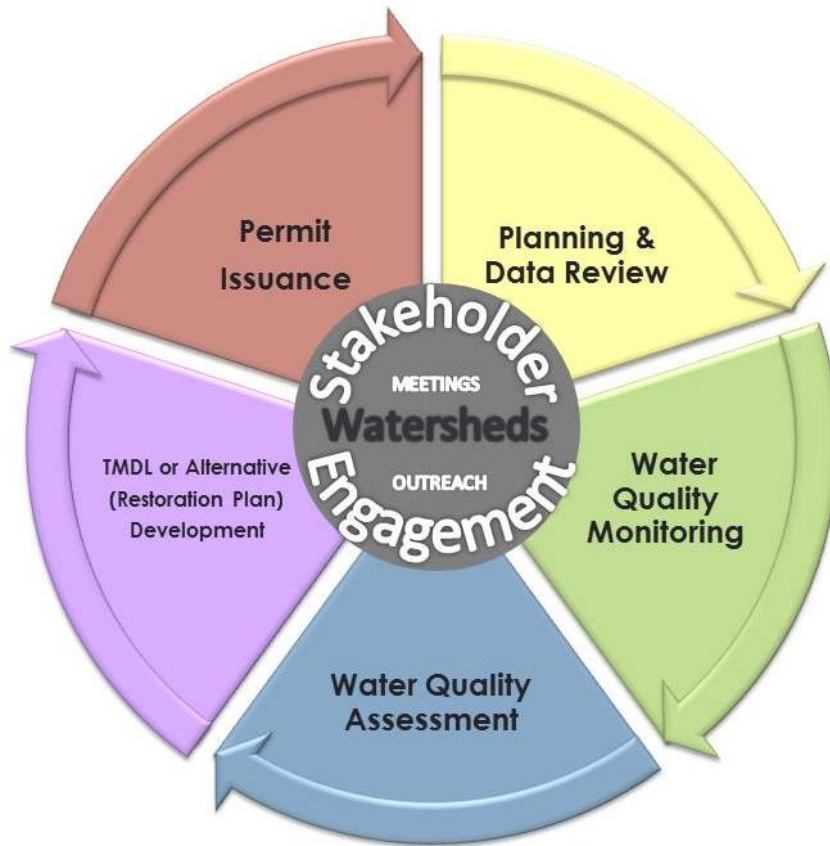 Permit
Issuance
Planning &
Data Review
Stakeholder
MEETINGS
Watersheds
OUTREACH
Engagement
TMDL or Alternative
(Restoration Plan)
Development
Water
Quality
Monitoring
Water Quality
Assessment